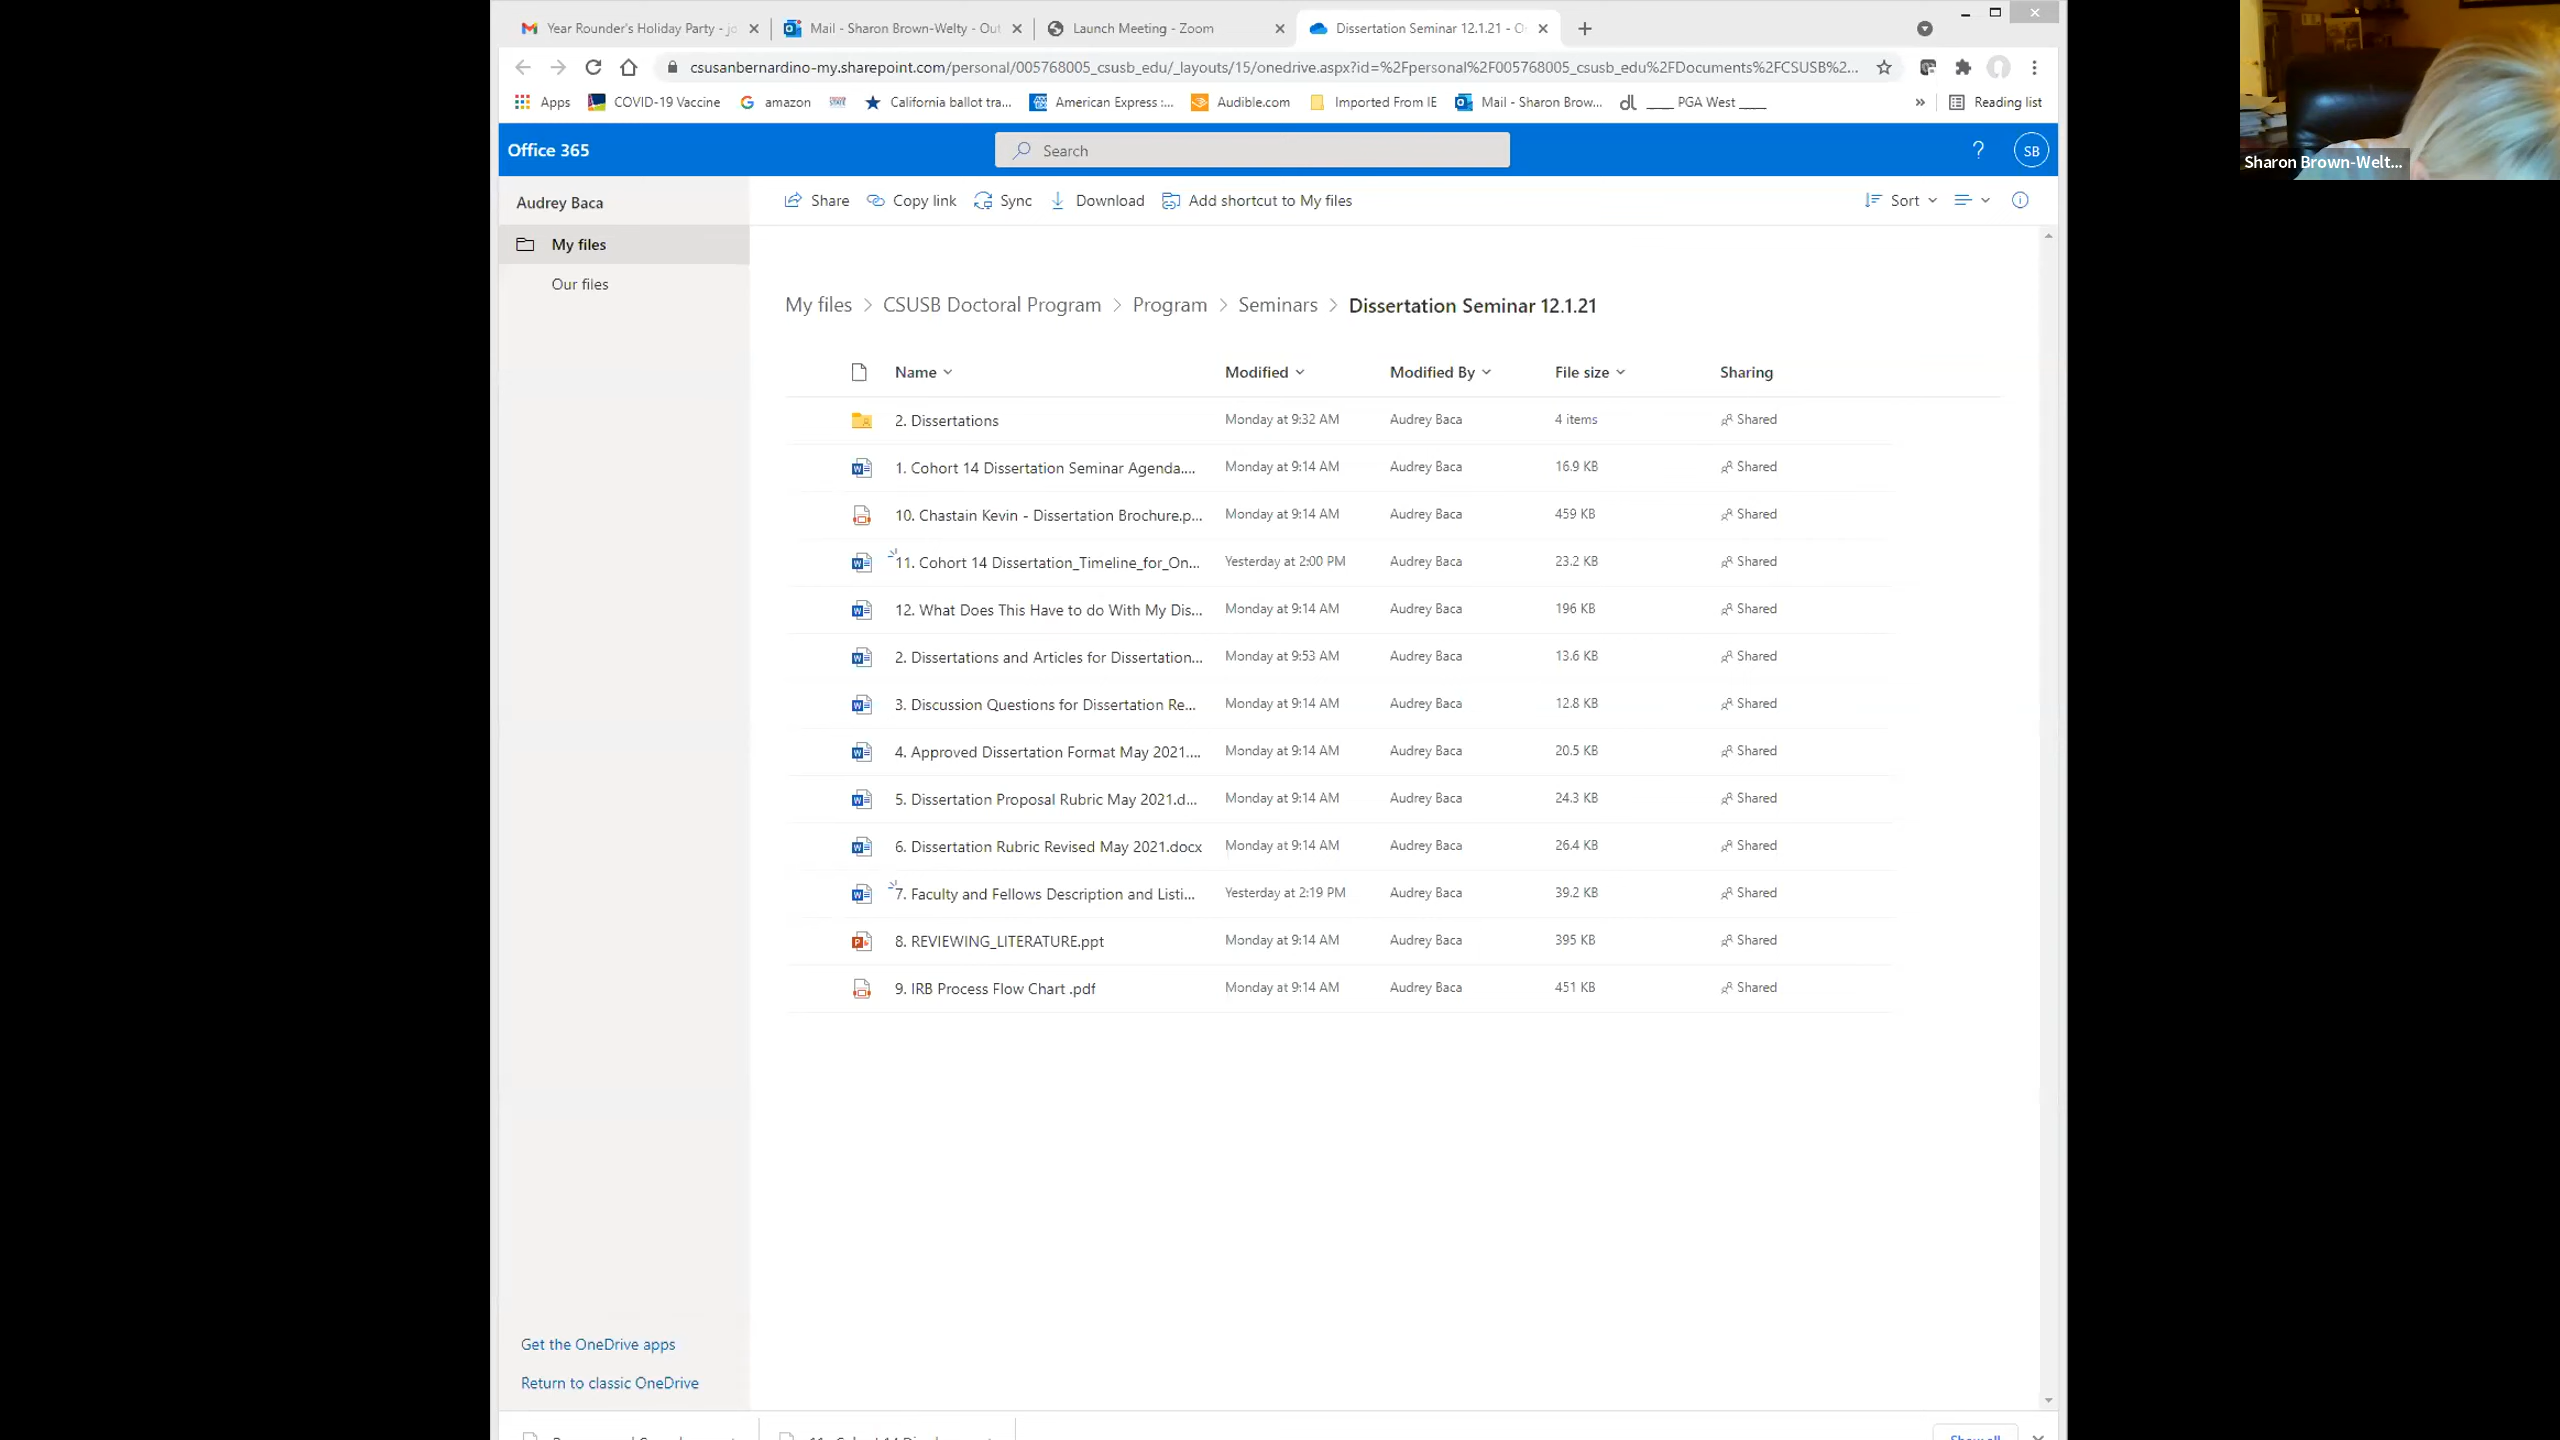 Year Rounder's Holiday Party - jo
Mail - Sharon Brown-Welty - Out
Launch Meeting - Zoom
Dissertation Seminar 12.1.21 - O
csusanbernardino-my.sharepoint.com/personal/005768005_csusb_edu/_layouts/15/onedrive.aspx?id=%2Fpersonal%2F005768005_csusb_edu%2FDocuments%2FCSUSB%2...
Apps COVID-19 Vaccine amazon California ballot tra... American Express :... Audible.com Imported From IE Mail - Sharon Brow... ____ PGA West ____ » Reading list
Office 365 Search ? SB
Sharon Brown-Welt...
Audrey Baca
Share Copy link Sync Download Add shortcut to My files Sort
My files
Our files
My files > CSUSB Doctoral Program > Program > Seminars > Dissertation Seminar 12.1.21
Name Modified Modified By File size Sharing
2. Dissertations Monday at 9:32 AM Audrey Baca 4 items Shared
1. Cohort 14 Dissertation Seminar Agenda.... Monday at 9:14 AM Audrey Baca 16.9 KB Shared
10. Chastain Kevin - Dissertation Brochure.p... Monday at 9:14 AM Audrey Baca 459 KB Shared
11. Cohort 14 Dissertation_Timeline_for_On... Yesterday at 2:00 PM Audrey Baca 23.2 KB Shared
12. What Does This Have to do With My Dis... Monday at 9:14 AM Audrey Baca 196 KB Shared
2. Dissertations and Articles for Dissertation... Monday at 9:53 AM Audrey Baca 13.6 KB Shared
3. Discussion Questions for Dissertation Re... Monday at 9:14 AM Audrey Baca 12.8 KB Shared
4. Approved Dissertation Format May 2021.... Monday at 9:14 AM Audrey Baca 20.5 KB Shared
5. Dissertation Proposal Rubric May 2021.d... Monday at 9:14 AM Audrey Baca 24.3 KB Shared
6. Dissertation Rubric Revised May 2021.docx Monday at 9:14 AM Audrey Baca 26.4 KB Shared
7. Faculty and Fellows Description and Listi... Yesterday at 2:19 PM Audrey Baca 39.2 KB Shared
8. REVIEWING_LITERATURE.ppt Monday at 9:14 AM Audrey Baca 395 KB Shared
9. IRB Process Flow Chart .pdf Monday at 9:14 AM Audrey Baca 451 KB Shared
Get the OneDrive apps
Return to classic OneDrive